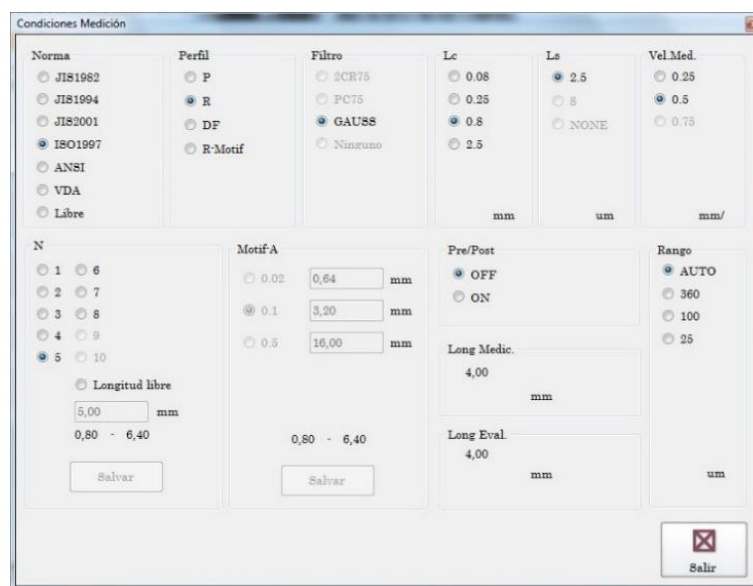 Condiciones Medición
Norma
JIS1982
JIS1994
JIS2001
ISO1997
ANSI
VDA
Libre
Perfil
P
R
DF
R-Motif
Filtro
2CR75
PC75
GAUSS
Ninguno
Lc
0.08
0.25
0.8
2.5
mm
Ls
2.5
8
NONE
um
Vel.Med.
0.25
0.5
0.75
mm/
N
1 6
2 7
3 8
4 9
5 10
Longitud libre
5,00 mm
0,80 - 6,40
Salvar
Motif-A
0.02 0,64 mm
0.1 3,20 mm
0.5 16,00 mm
0,80 - 6,40
Salvar
Pre/Post
OFF
ON
Long Medic.
4,00
mm
Long Eval.
4,00
mm
Rango
AUTO
360
100
25
um
Salir